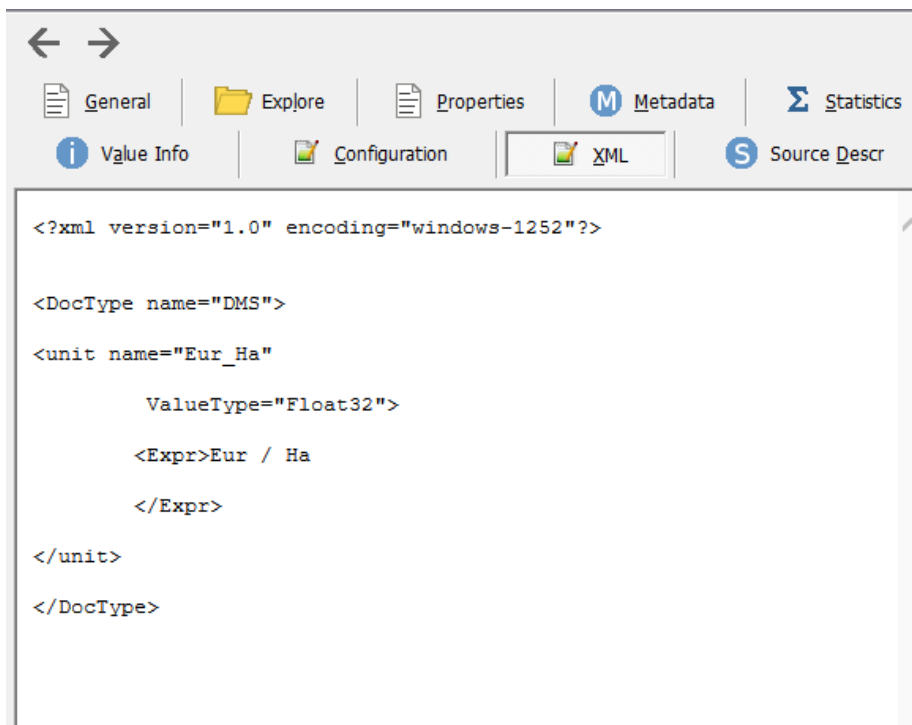 General Explore Properties M Metadata Σ Statistics
i Value Info Configuration XML S Source Descr
<?xml version="1.0" encoding="windows-1252"?>
<DocType name="DMS">
<unit name="Eur_Ha"
ValueType="Float32">
<Expr>Eur / Ha
</Expr>
</unit>
</DocType>